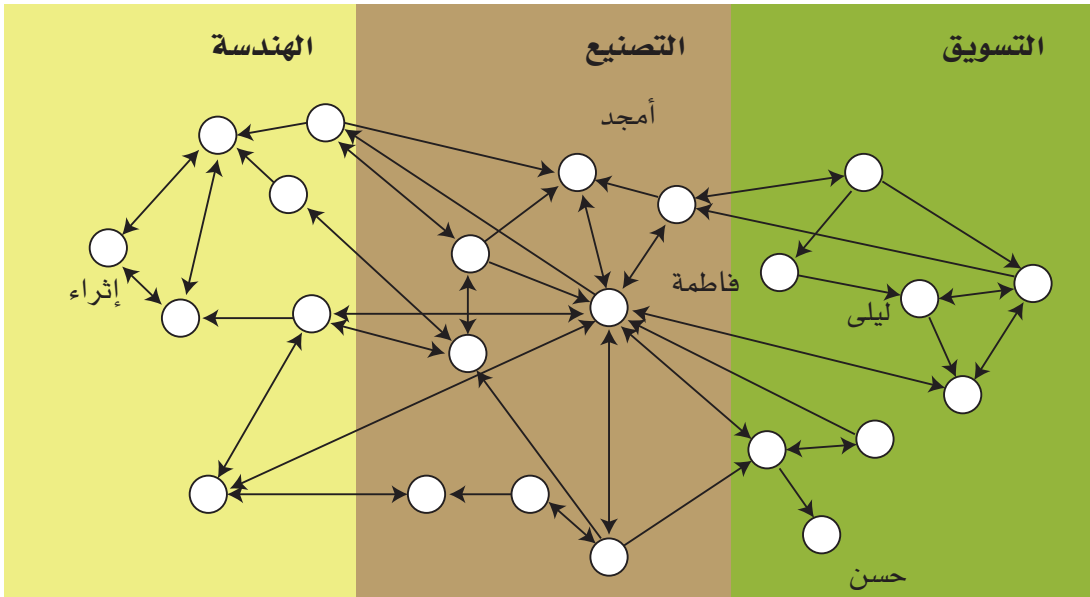 الهندسة
التصنيع
التسويق
أمجد
فاطمة
إثراء
ليلى
حسن